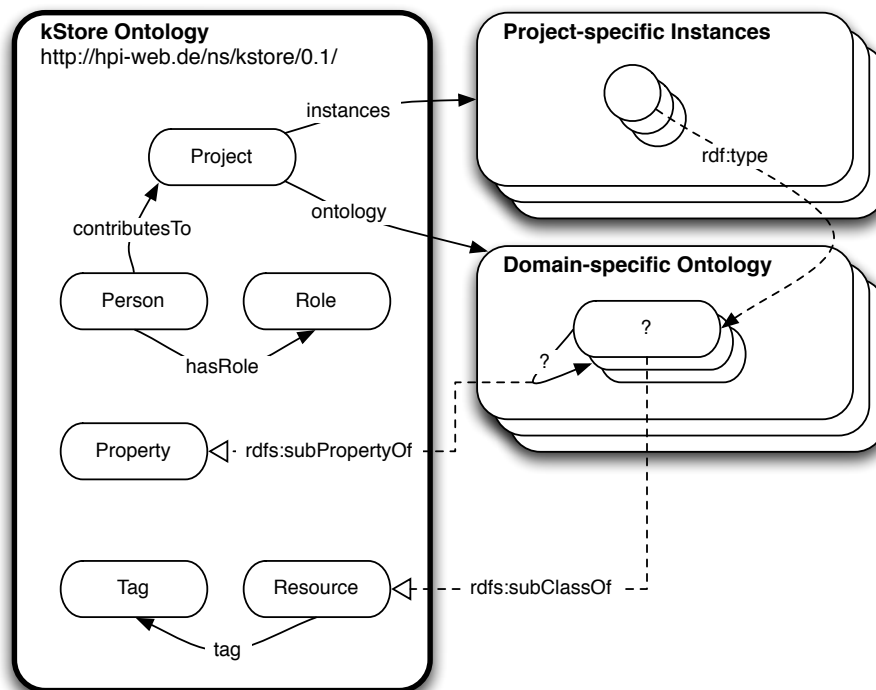 kStore Ontology
http://hpi-web.de/ns/kstore/0.1/
Project-specific Instances
instances
Project
rdf:type
ontology
contributesTo
Domain-specific Ontology
Person
Role
?
hasRole
?
Property
rdfs:subPropertyOf
Tag
Resource
rdfs:subClassOf
tag